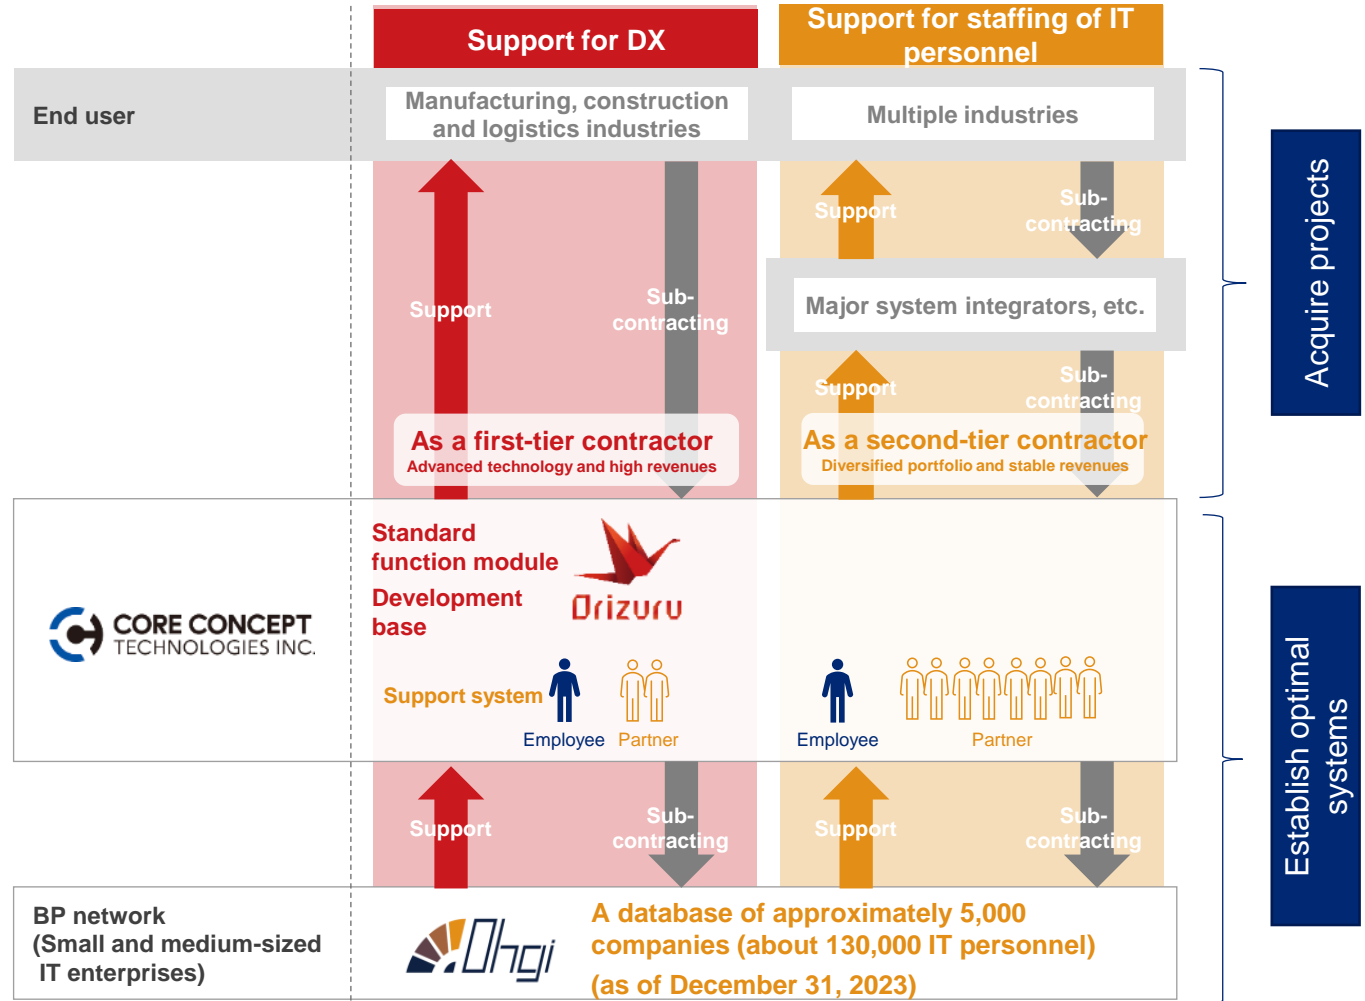 Support for DX
Support for staffing of IT
personnel
End user
Manufacturing, construction
and logistics industries
Multiple industries
Support
Sub-
contracting
Support
Sub-
contracting
Major system integrators, etc.
Support
Sub-
contracting
As a first-tier contractor
Advanced technology and high revenues
As a second-tier contractor
Diversified portfolio and stable revenues
Acquire projects
CORE CONCEPT
TECHNOLOGIES INC.
Standard
function module
Development
base
Orizuru
Support system
Employee
Partner
Employee
Partner
Support
Sub-
contracting
Support
Sub-
contracting
Establish optimal
systems
BP network
(Small and medium-sized
IT enterprises)
Ohgi
A database of approximately 5,000
companies (about 130,000 IT personnel)
(as of December 31, 2023)